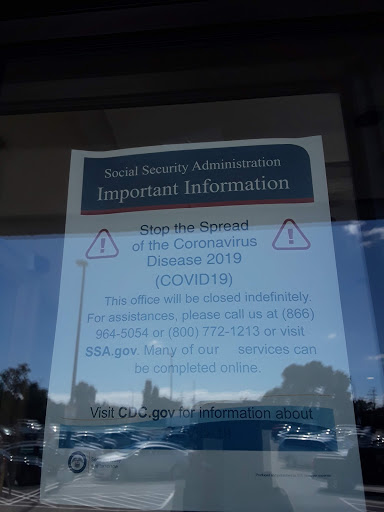 Social Security Administration
Important Information
Stop the Spread
of the Coronavirus
Disease 2019
(COVID19)
This office will be closed indefinitely.
For assistances, please call us at (866)
964-5054 or (800) 772-1213 or visit
SSA.gov. Many of our services can
be completed online.
Visit CDC.gov for information about